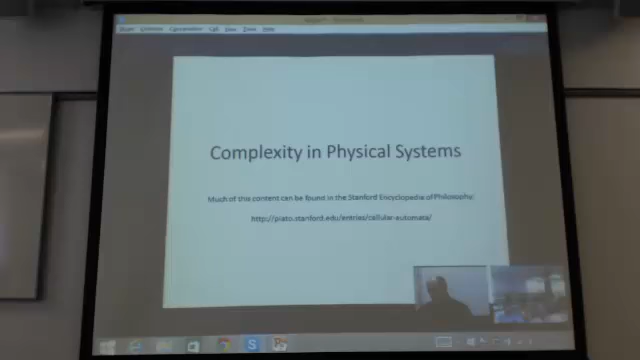 Complexity in Physical Systems
Much of this content can be found in the Stanford Encyclopedia of Philosophy
http://plato.stanford.edu/entries/cellular-automata/